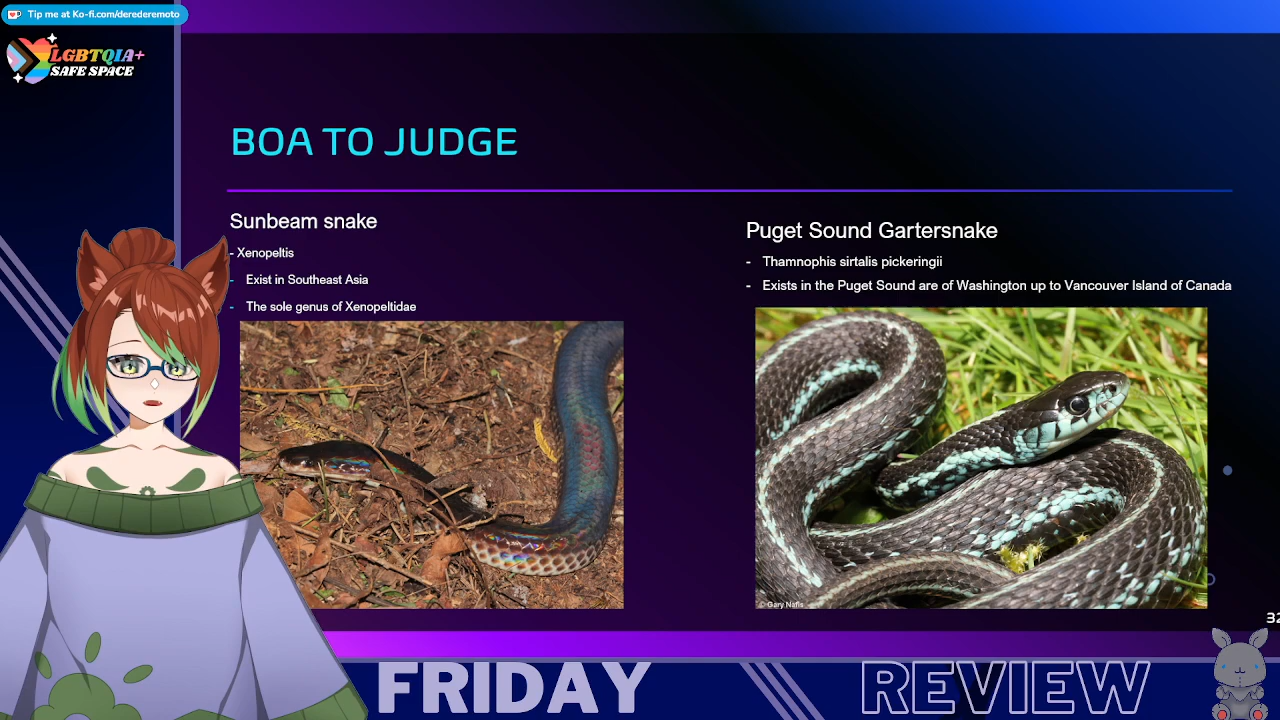 Tip me at Ko-fi.com/derederemoto
LGBTQIA+
SAFE SPACE
BOA TO JUDGE
Sunbeam snake
- Xenopeltis
- Exist in Southeast Asia
- The sole genus of Xenopeltidae
Puget Sound Gartersnake
- Thamnophis sirtalis pickeringii
- Exists in the Puget Sound are of Washington up to Vancouver Island of Canada
© Gary Nafis
32
FRIDAY
REVIEW